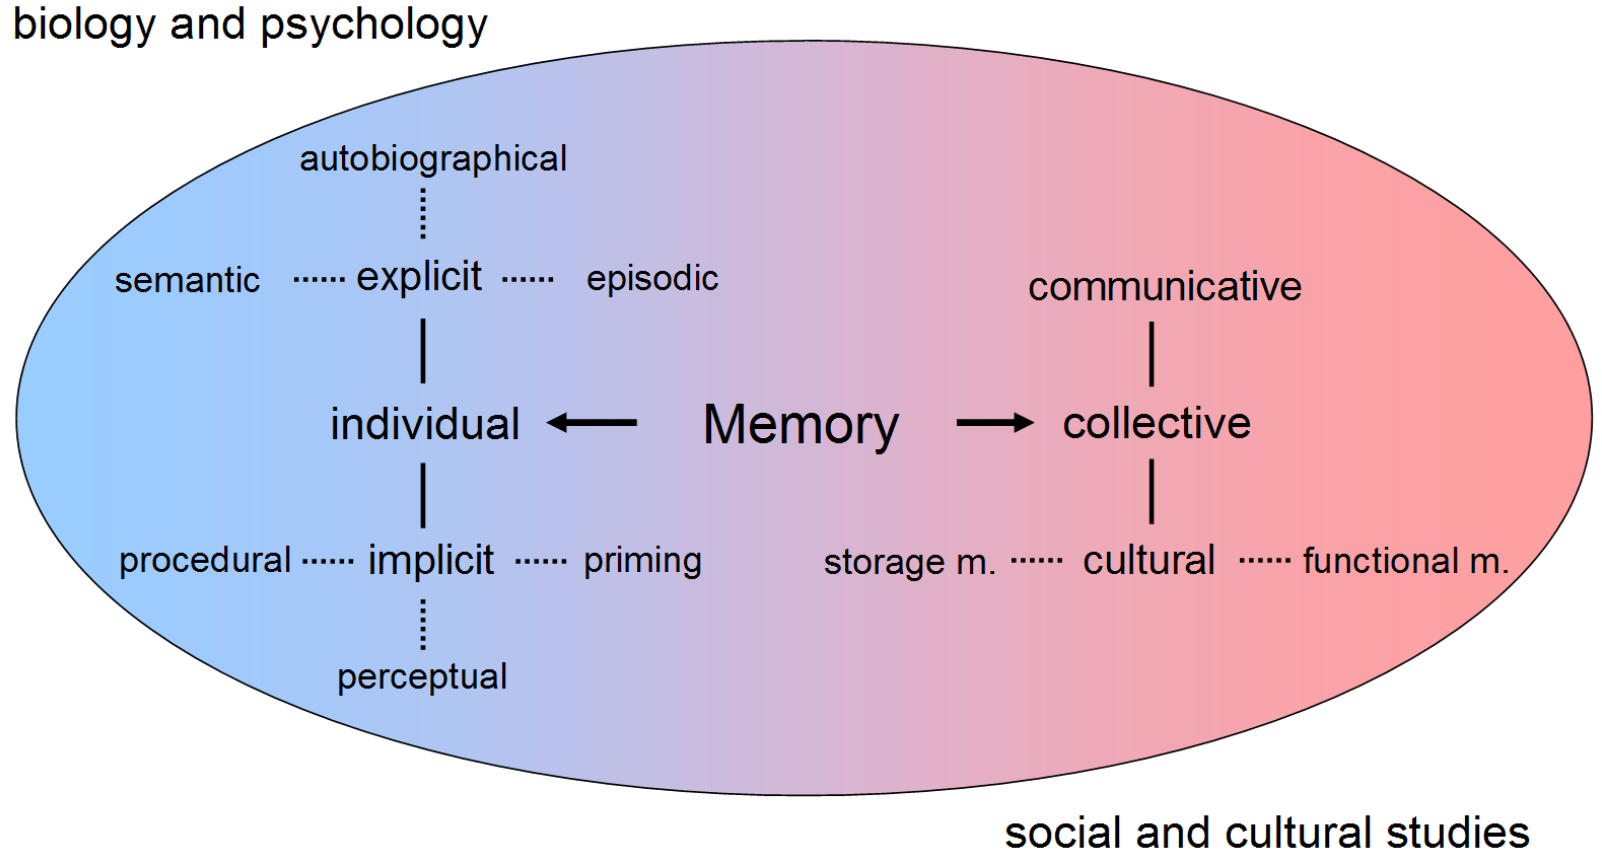 biology and psychology
autobiographical
semantic explicit episodic
communicative
individual Memory collective
procedural implicit priming storage m. cultural functional m.
perceptual
social and cultural studies